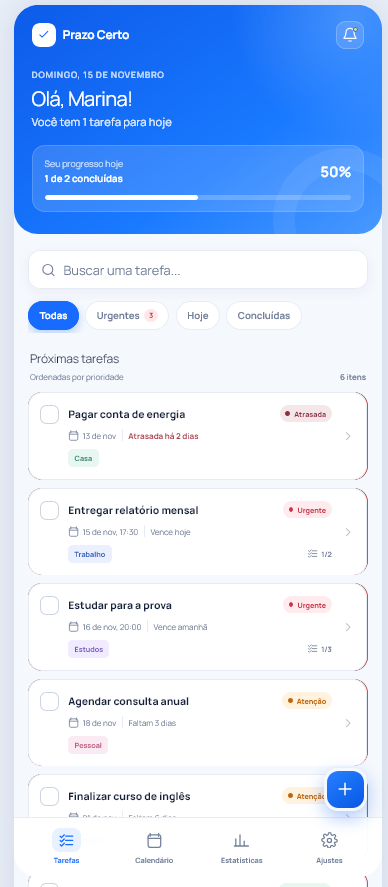 Prazo Certo
DOMINGO, 15 DE NOVEMBRO
Olá, Marina!
Você tem 1 tarefa para hoje
Seu progresso hoje
1 de 2 concluídas
50%
Buscar uma tarefa...
Todas
Urgentes 3
Hoje
Concluídas
Próximas tarefas
Ordenadas por prioridade
6 itens
Pagar conta de energia
Atrasada
13 de nov
Atrasada há 2 dias
Casa
Entregar relatório mensal
Urgente
15 de nov, 17:30
Vence hoje
Trabalho
1/2
Estudar para a prova
Urgente
16 de nov, 20:00
Vence amanhã
Estudos
1/3
Agendar consulta anual
Atenção
18 de nov
Faltam 3 dias
Pessoal
Finalizar curso de inglês
Atenção
Tarefas
Calendário
Estatísticas
Ajustes